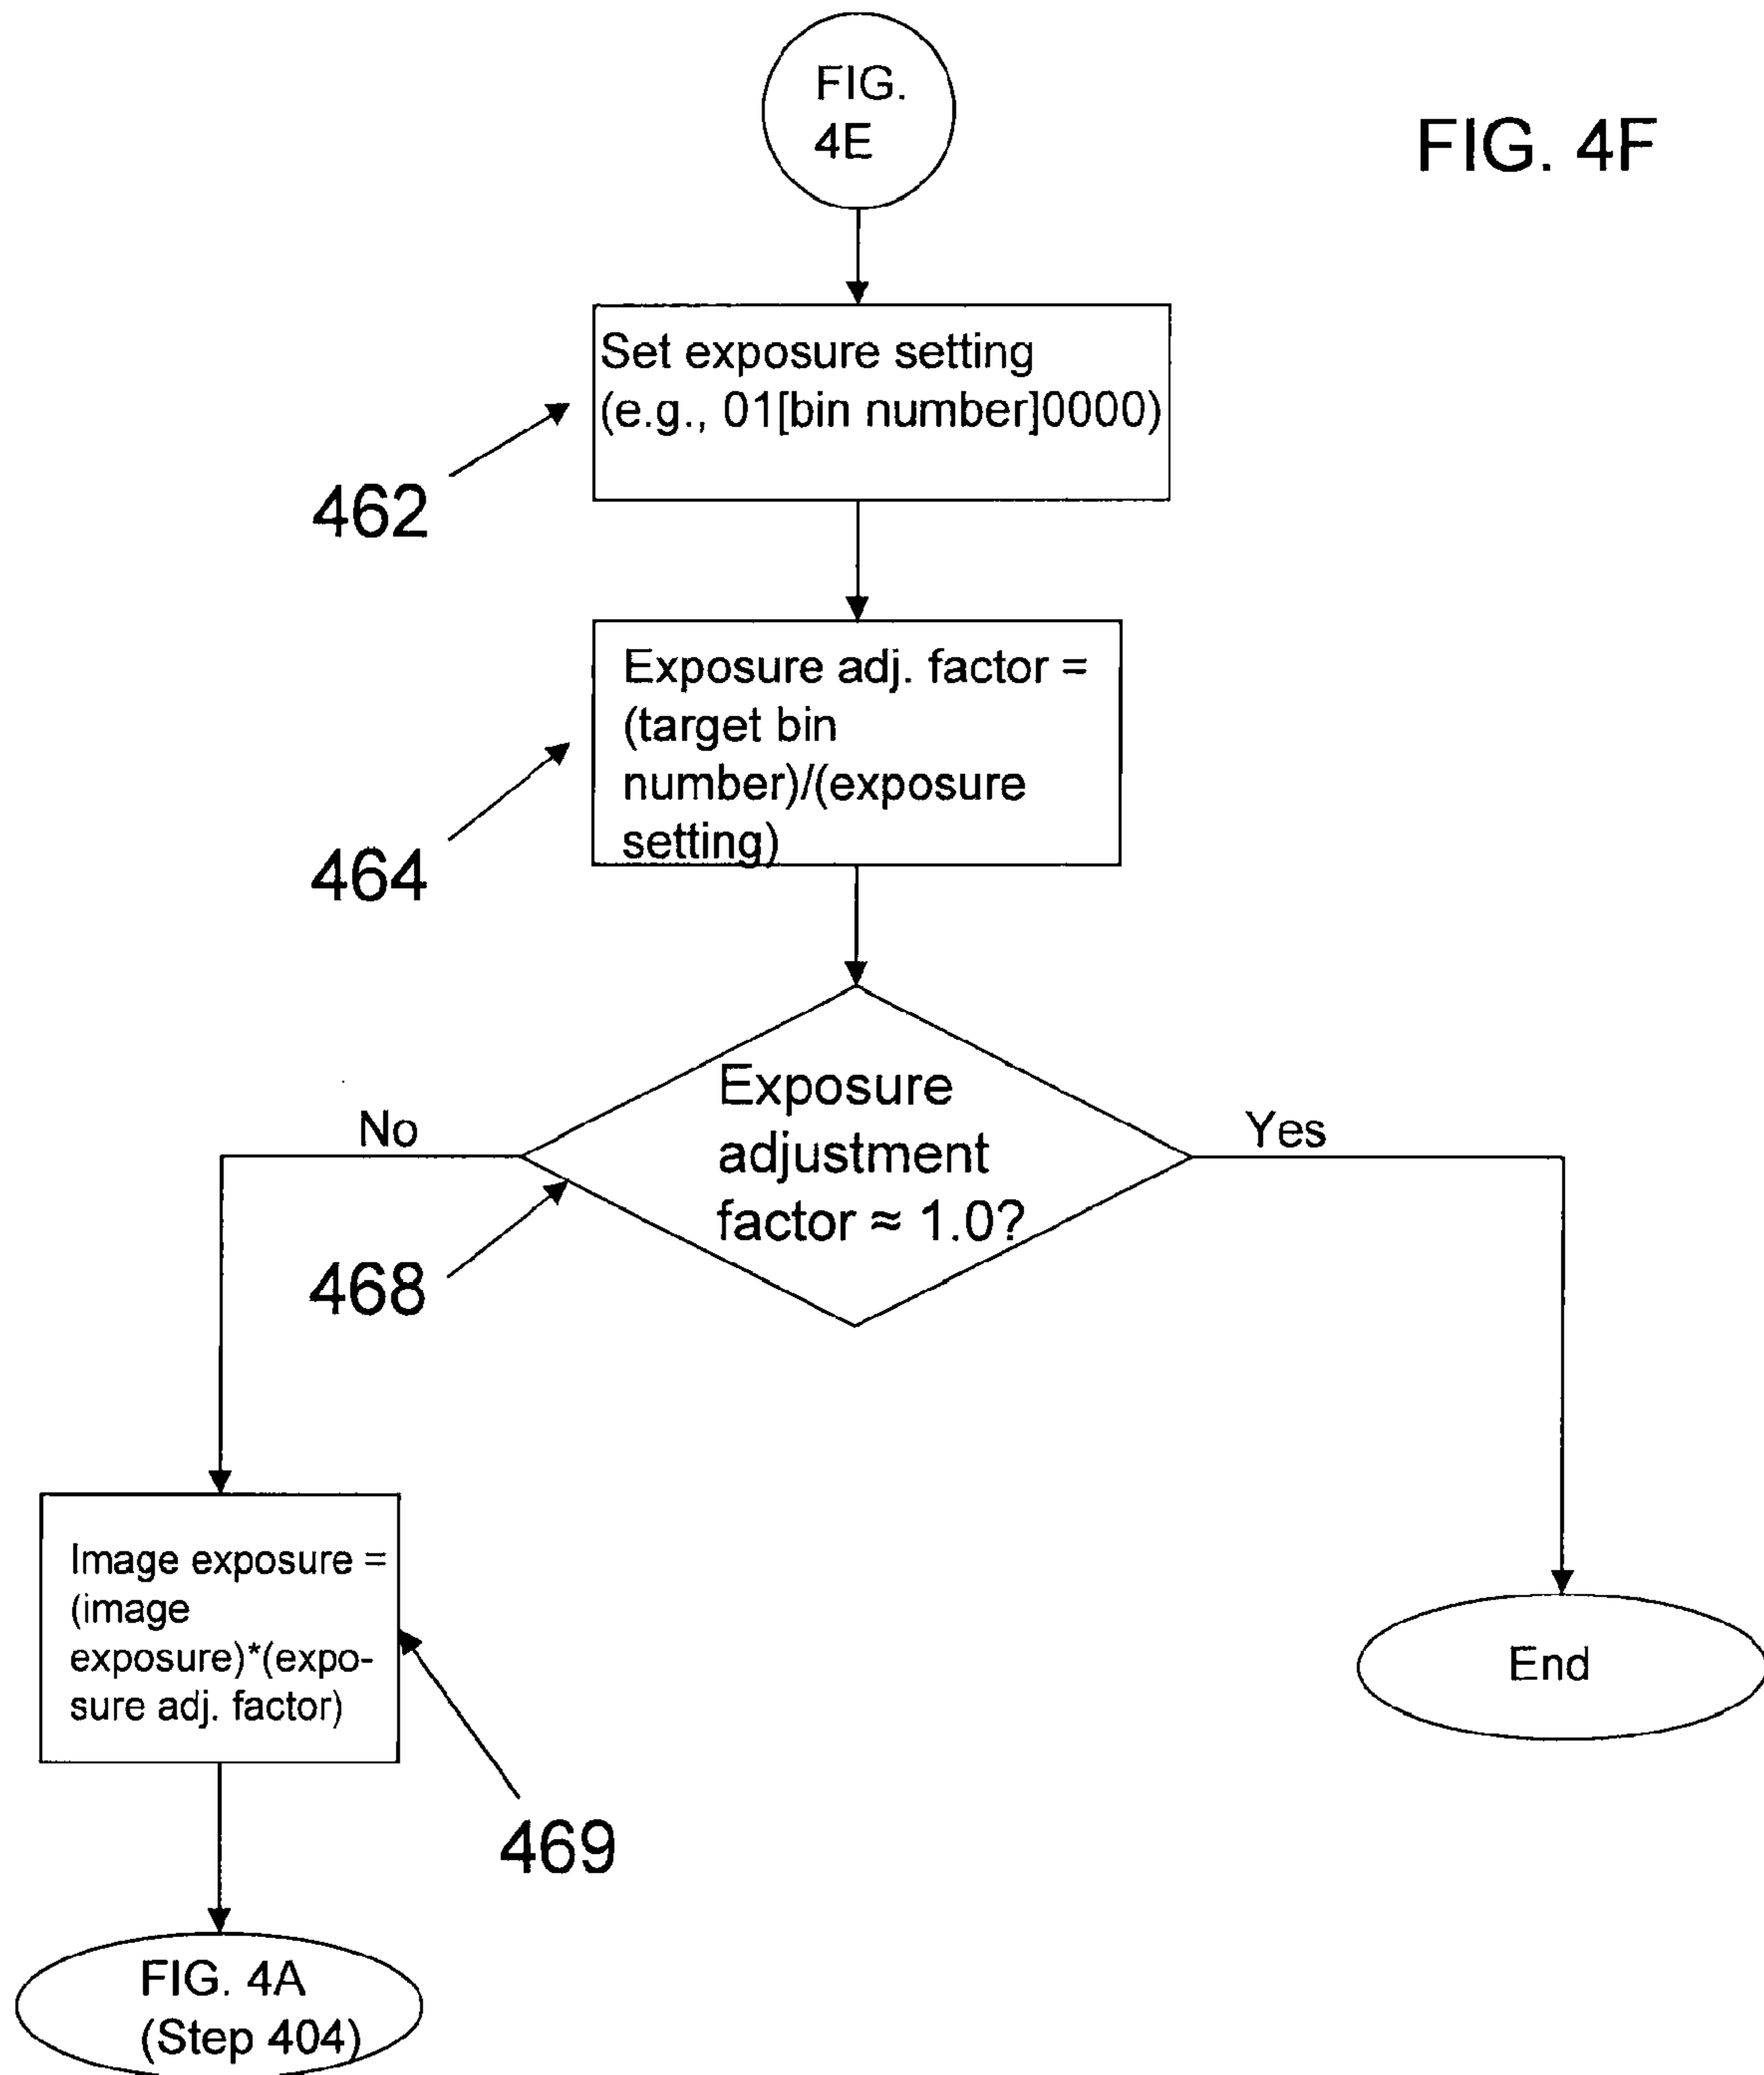 FIG.
4E
FIG. 4F
Set exposure setting
(e.g., 01[bin number]0000)
462
Exposure adj. factor =
(target bin
number)/(exposure
setting)
464
Exposure
adjustment
factor ≈ 1.0?
No
Yes
468
Image exposure =
(image
exposure)*(expo-
sure adj. factor)
End
469
FIG. 4A
(Step 404)